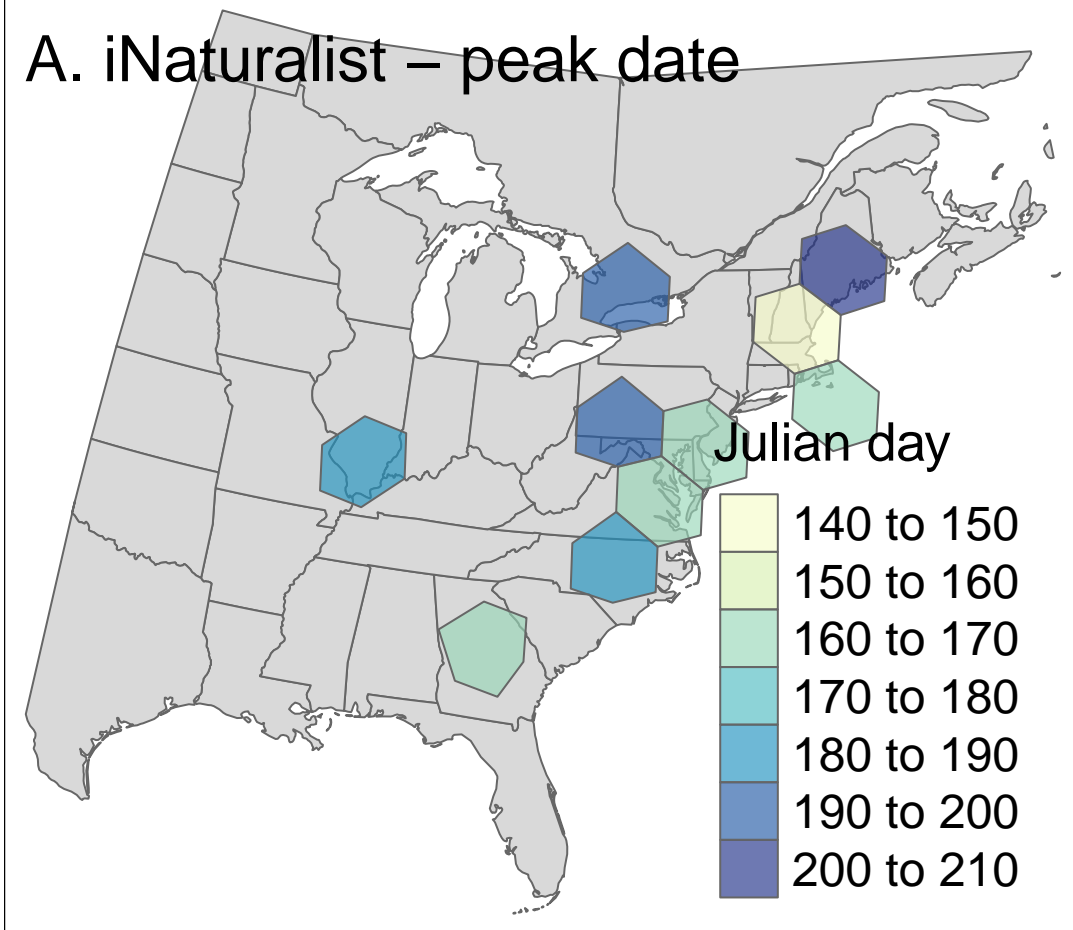 A. iNaturalist – peak date
Julian day
140 to 150
150 to 160
160 to 170
170 to 180
180 to 190
190 to 200
200 to 210